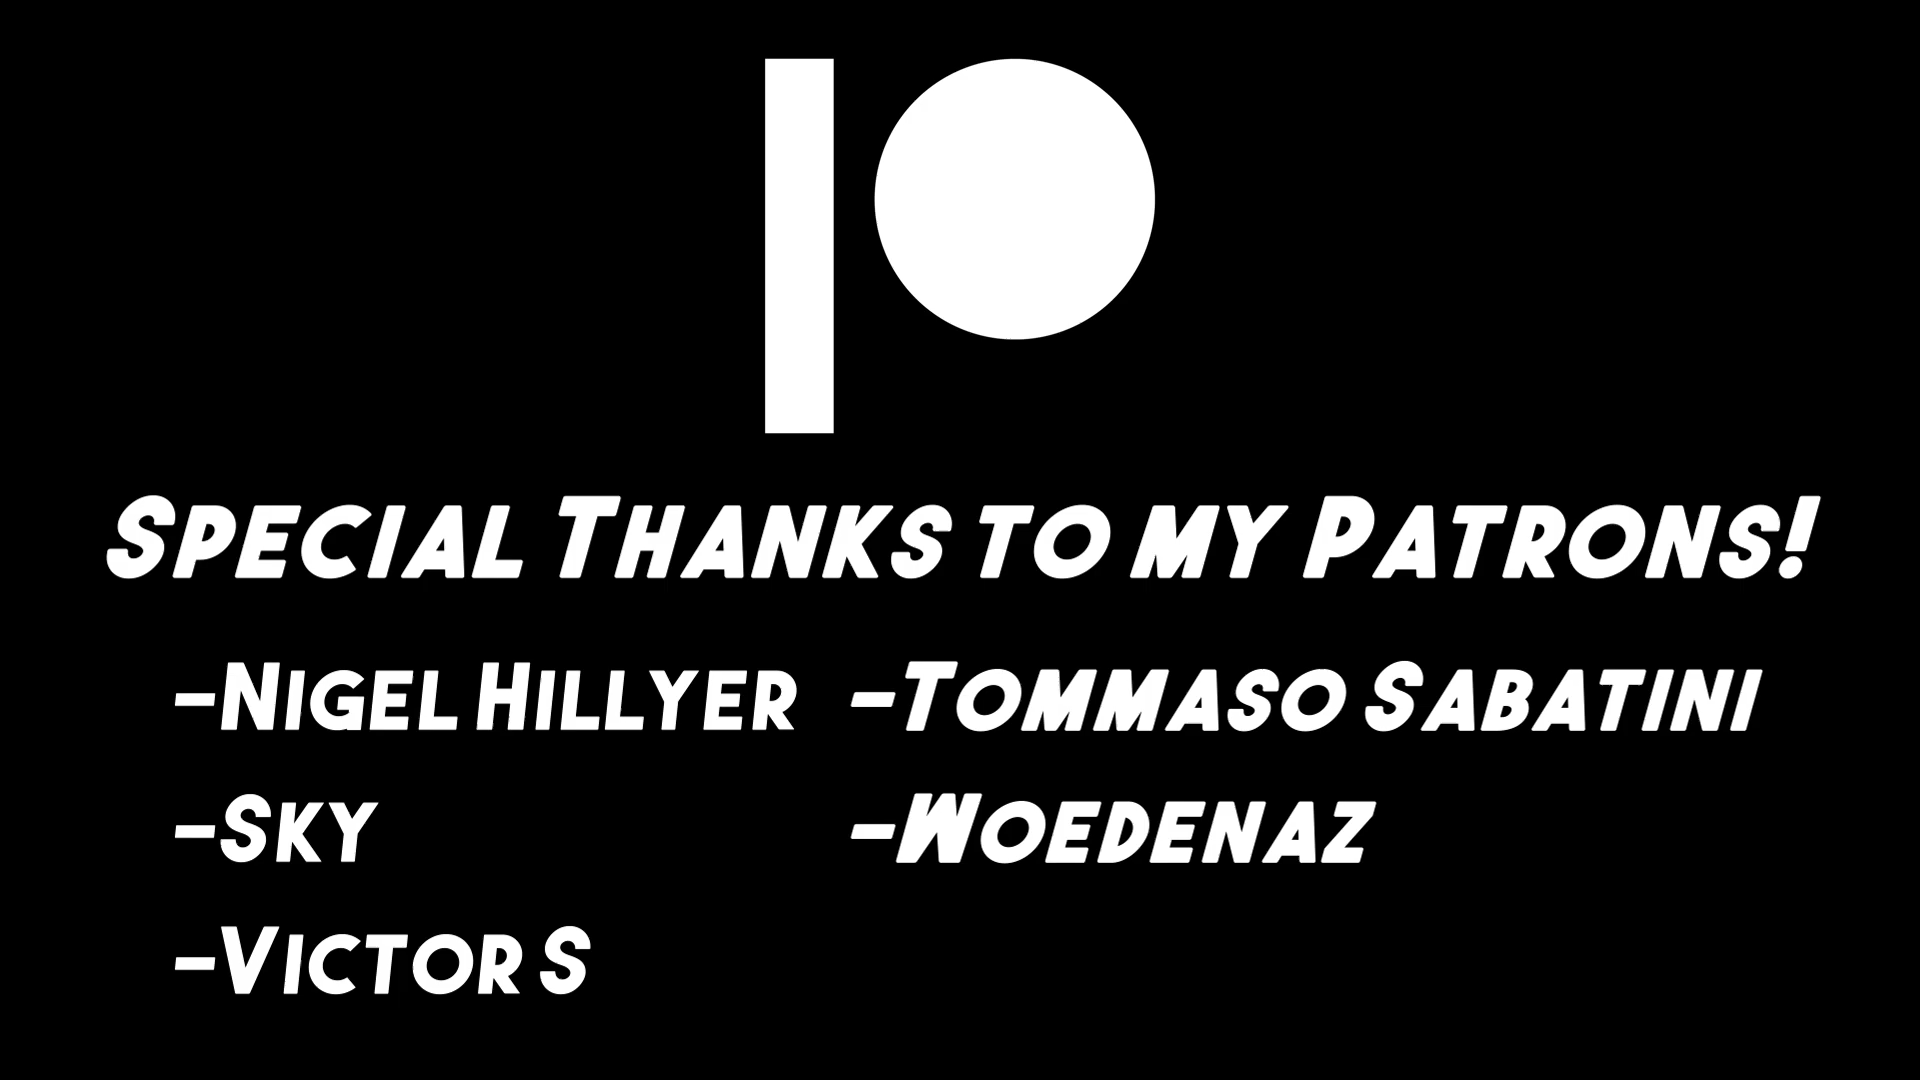 Special Thanks to my Patrons!
-Nigel Hillyer
-Sky
-Victor S
-Tommaso Sabatini
-Woedenaz